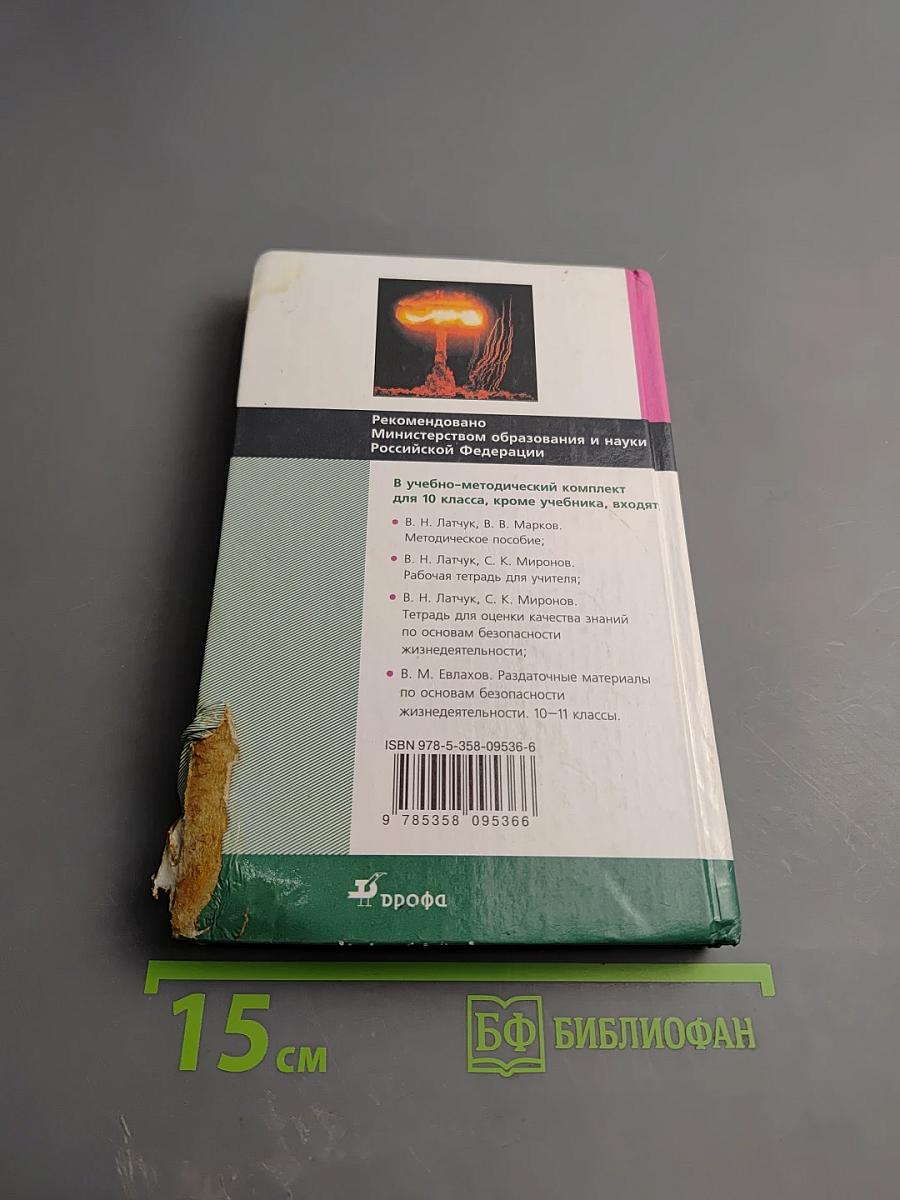 Рекомендовано
Министерством образования и науки
Российской Федерации
В учебно-методический комплект
для 10 класса, кроме учебника, входят
• В. Н. Латчук, В. В. Марков.
Методическое пособие;
• В. Н. Латчук, С. К. Миронов.
Рабочая тетрадь для учителя;
• В. Н. Латчук, С. К. Миронов.
Тетрадь для оценки качества знаний
по основам безопасности
жизнедеятельности;
• В. М. Евлахов. Раздаточные материалы
по основам безопасности
жизнедеятельности. 10—11 классы.
ISBN 978-5-358-09536-6
9 785358 095366
дрофа
15 см
БФ БИБЛИОФАН